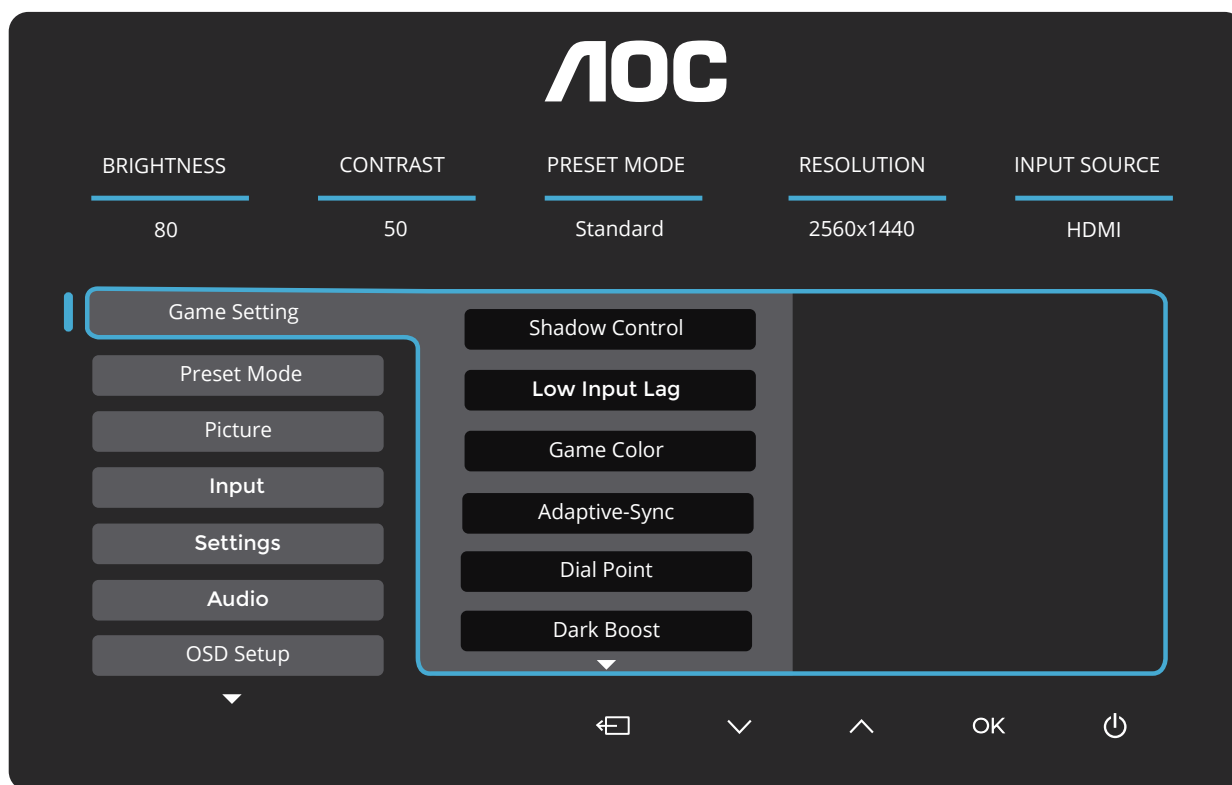 AOC
BRIGHTNESS CONTRAST PRESET MODE RESOLUTION INPUT SOURCE
80 50 Standard 2560x1440 HDMI
Game Setting
Preset Mode
Picture
Input
Settings
Audio
OSD Setup
Shadow Control
Low Input Lag
Game Color
Adaptive-Sync
Dial Point
Dark Boost
OK